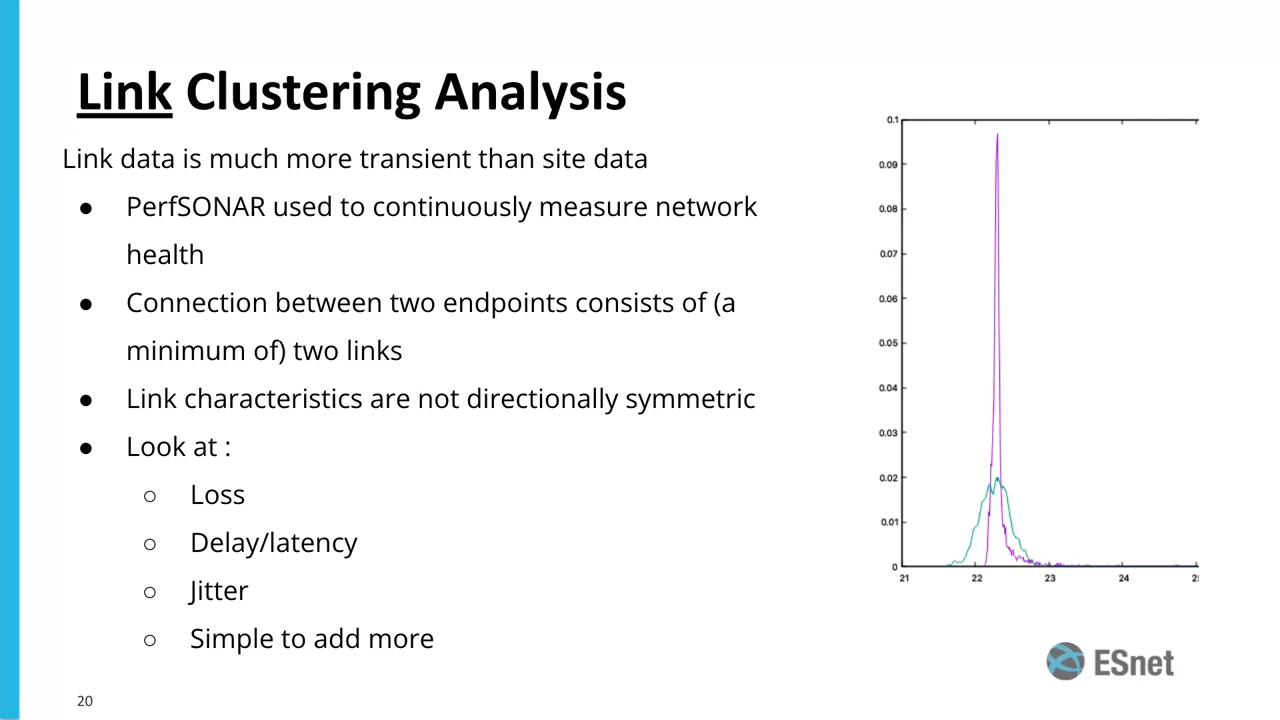 Link Clustering Analysis
Link data is much more transient than site data
● PerfSONAR used to continuously measure network
health
● Connection between two endpoints consists of (a
minimum of) two links
● Link characteristics are not directionally symmetric
● Look at :
○ Loss
○ Delay/latency
○ Jitter
○ Simple to add more
0.1
0.09
0.08
0.07
0.06
0.05
0.04
0.03
0.02
0.01
0
21 22 23 24
ESnet
20